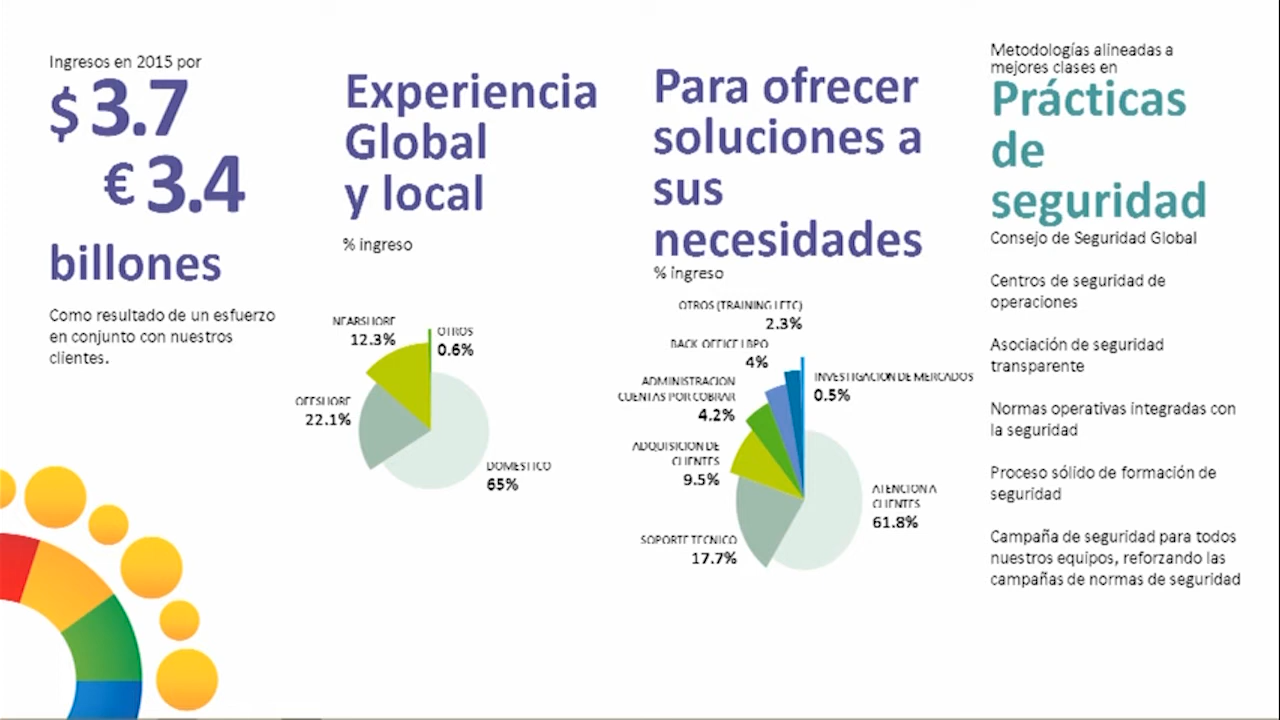 Ingresos en 2015 por
$ 3.7
€ 3.4
billones
Como resultado de un esfuerzo
en conjunto con nuestros
clientes.
Experiencia
Global
y local
% ingreso
NEARSHORE
12.3%
OTROS
0.6%
OFFSHORE
22.1%
DOMESTICO
65%
Para ofrecer
soluciones a
sus
necesidades
% ingreso
OTROS (TRAINING I ETC)
2.3%
BACK OFFICE I BPO
4%
INVESTIGACION DE MERCADOS
0.5%
ADMINISTRACION
CUENTAS POR COBRAR
4.2%
ADQUISICION DE
CLIENTES
9.5%
ATENCION A
CLIENTES
61.8%
SOPORTE TECNICO
17.7%
Metodologías alineadas a
mejores clases en
Prácticas
de
seguridad
Consejo de Seguridad Global
Centros de seguridad de
operaciones
Asociación de seguridad
transparente
Normas operativas integradas con
la seguridad
Proceso sólido de formación de
seguridad
Campaña de seguridad para todos
nuestros equipos, reforzando las
campañas de normas de seguridad